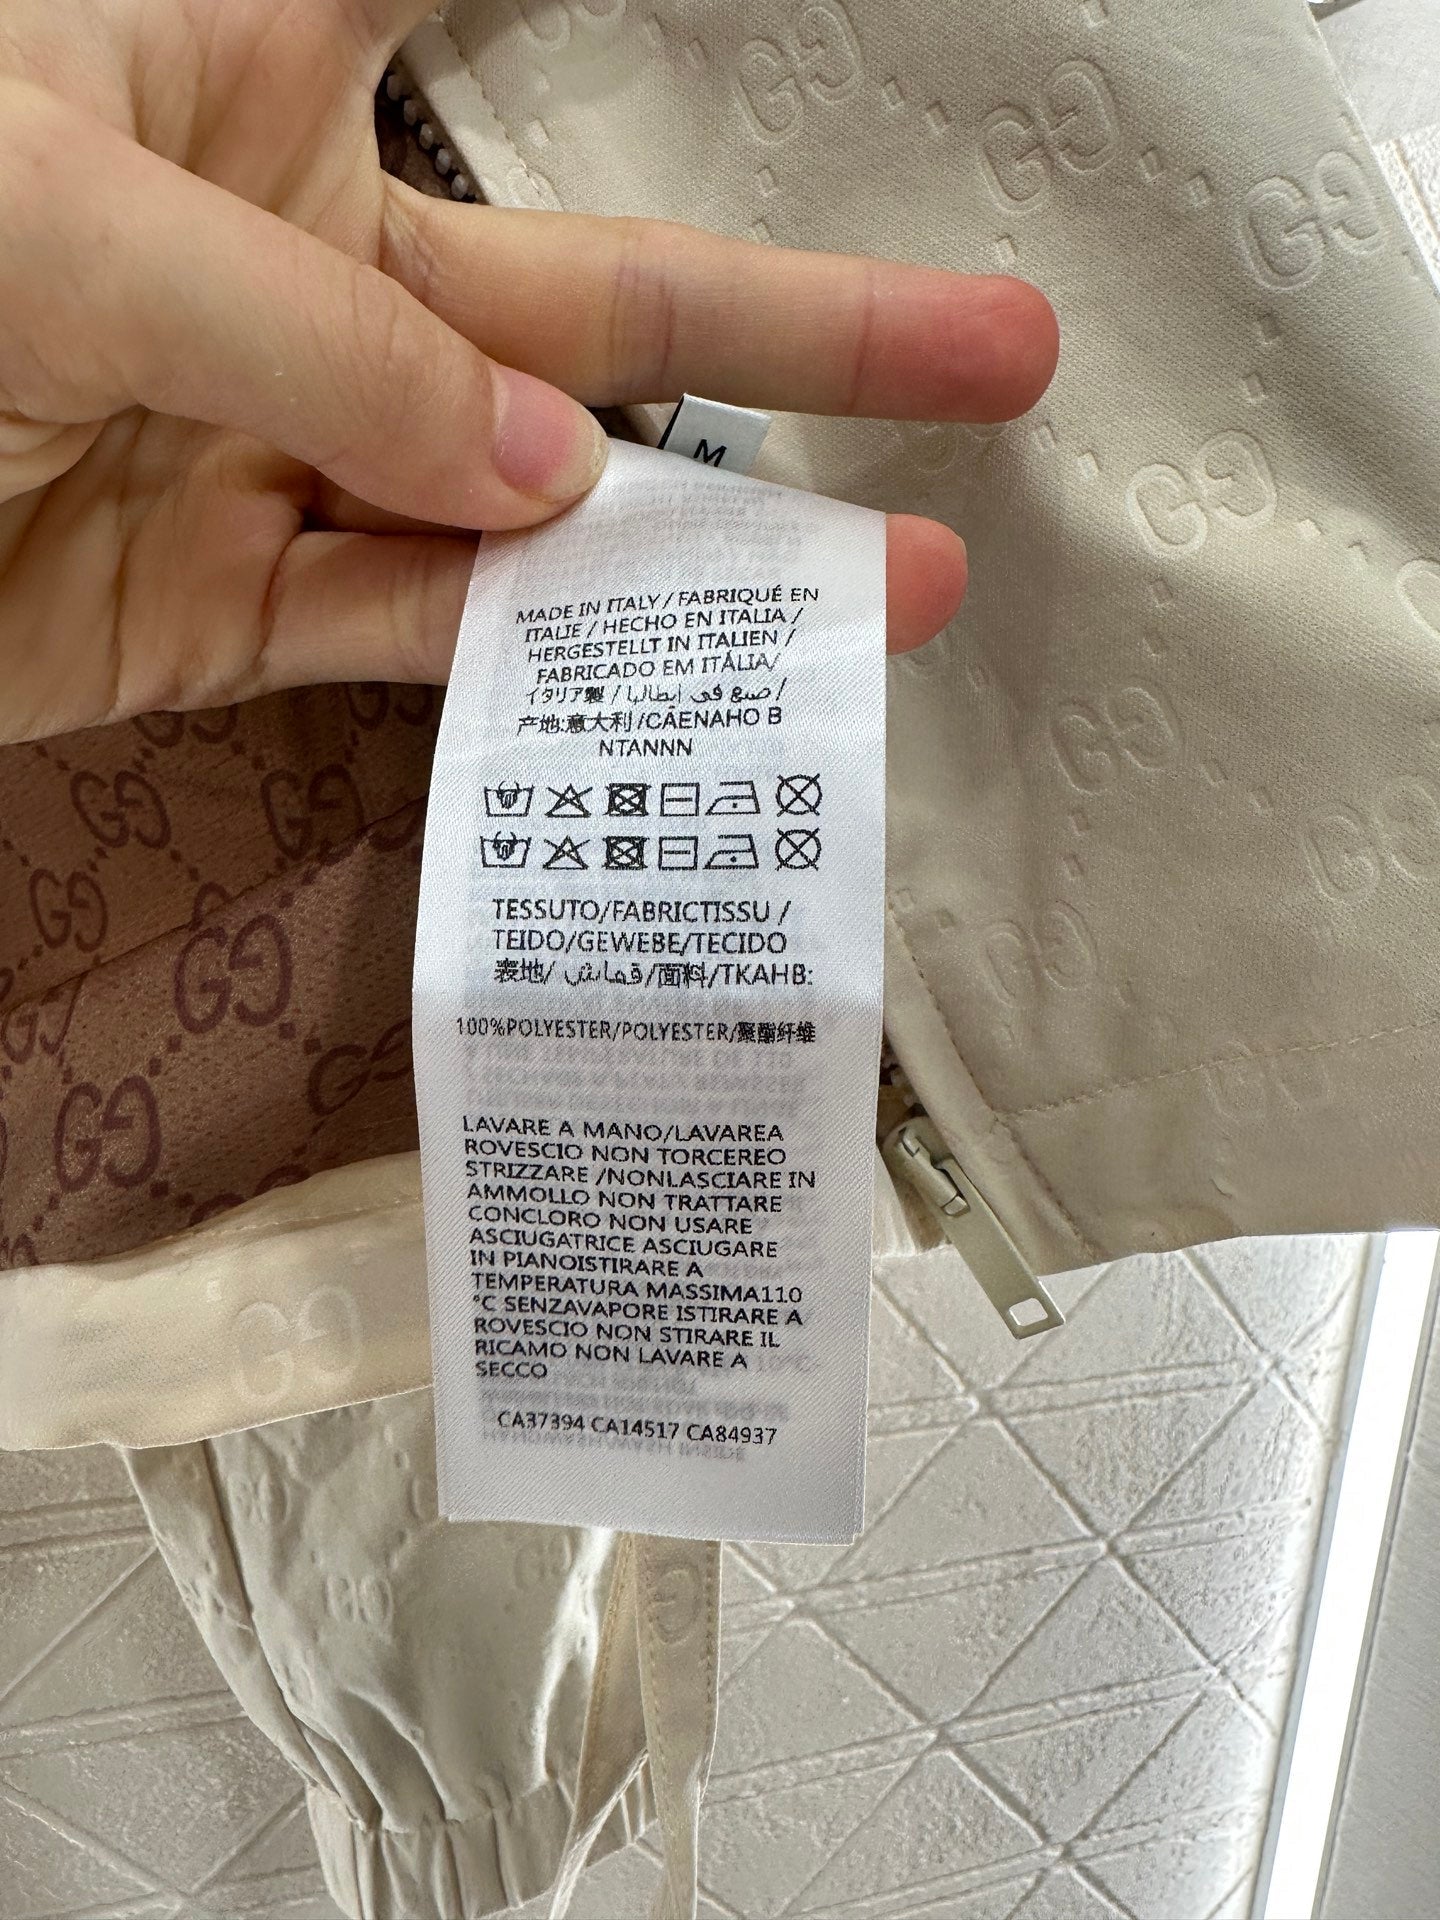 M
MADE IN ITALY / FABRIQUÉ EN
ITALIE / HECHO EN ITALIA /
HERGESTELLT IN ITALIEN /
FABRICADO EM ITÁLIA/
イタリア製 / صنع في إيطاليا /
产地:意大利 /CĀENAHO B
NTANNN
TESSUTO/FABRICTISSU /
TEIDO/GEWEBE/TECIDO
表地/ قماش /面料/TKAHB:
100%POLYESTER/POLYESTER/聚酯纤维
LAVARE A MANO/LAVAREA
ROVESCIO NON TORCEREO
STRIZZARE /NONLASCIARE IN
AMMOLLO NON TRATTARE
CONCLORO NON USARE
ASCIUGATRICE ASCIUGARE
IN PIANOISTIRARE A
TEMPERATURA MASSIMA110
°C SENZAVAPORE ISTIRARE A
ROVESCIO NON STIRARE IL
RICAMO NON LAVARE A
SECCO
CA37394 CA14517 CA84937